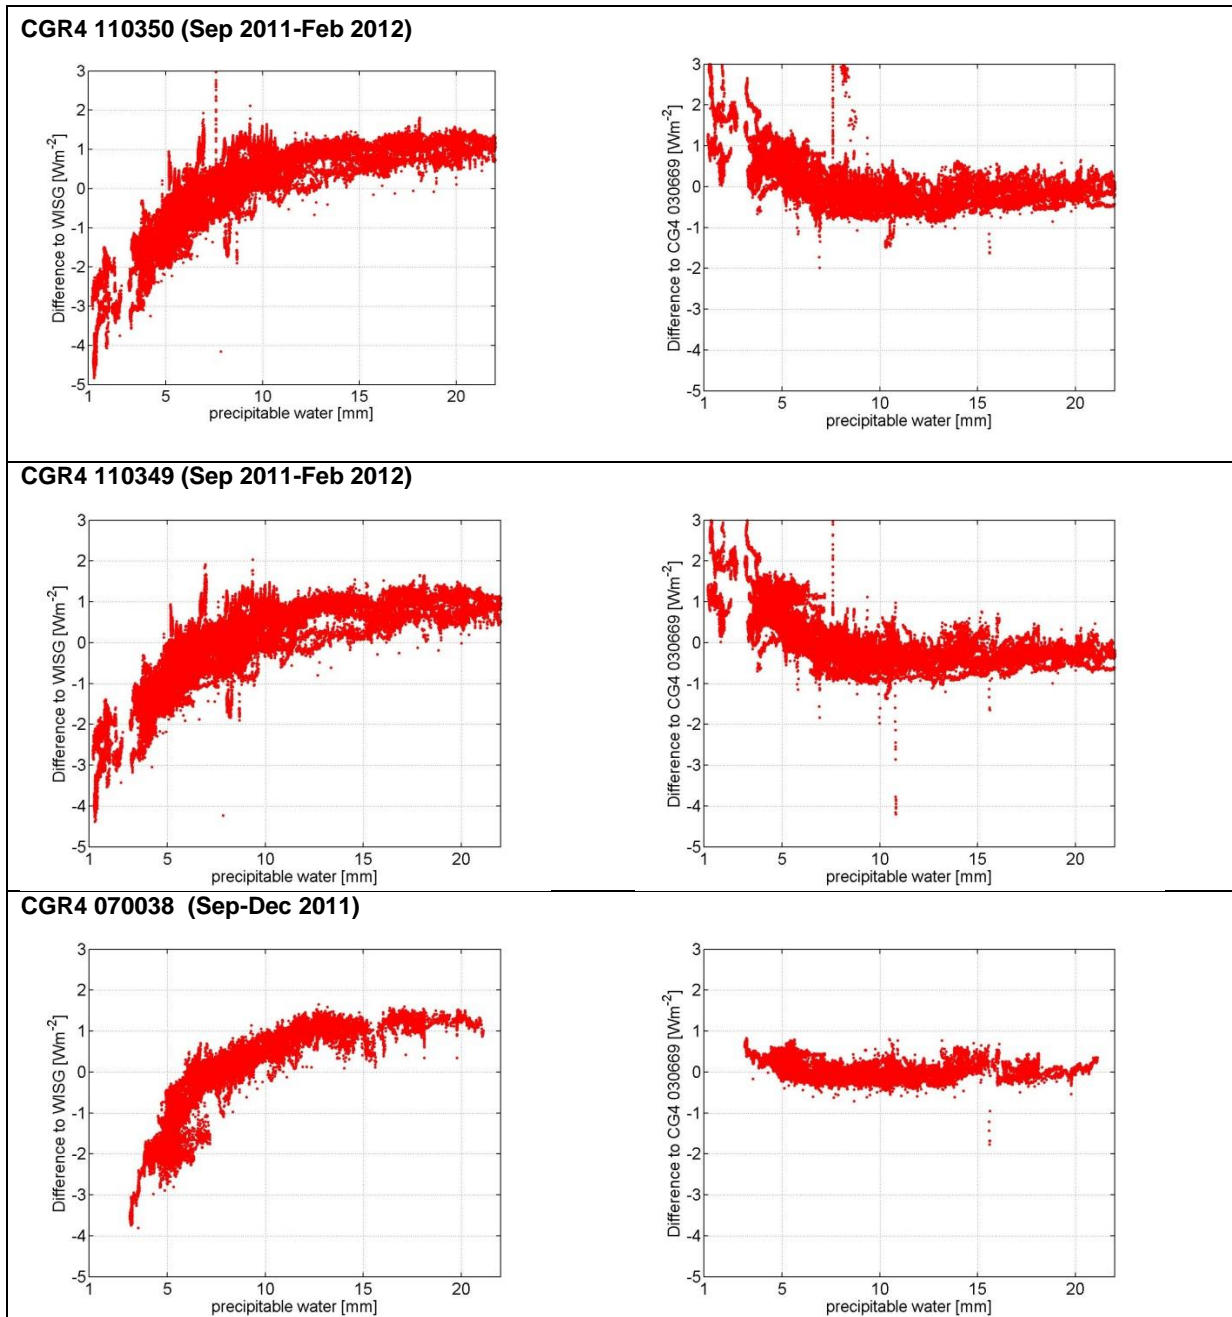 CGR4 110350 (Sep 2011-Feb 2012)
3
2
1
0
-1
-2
-3
-4
-5
Difference to WISG [Wm-2]
1 5 10 15 20
precipitable water [mm]
3
2
1
0
-1
-2
-3
-4
-5
Difference to CG4 030669 [Wm-2]
1 5 10 15 20
precipitable water [mm]
CGR4 110349 (Sep 2011-Feb 2012)
3
2
1
0
-1
-2
-3
-4
-5
Difference to WISG [Wm-2]
1 5 10 15 20
precipitable water [mm]
3
2
1
0
-1
-2
-3
-4
-5
Difference to CG4 030669 [Wm-2]
1 5 10 15 20
precipitable water [mm]
CGR4 070038 (Sep-Dec 2011)
3
2
1
0
-1
-2
-3
-4
-5
Difference to WISG [Wm-2]
1 5 10 15 20
precipitable water [mm]
3
2
1
0
-1
-2
-3
-4
-5
Difference to CG4 030669 [Wm-2]
1 5 10 15 20
precipitable water [mm]